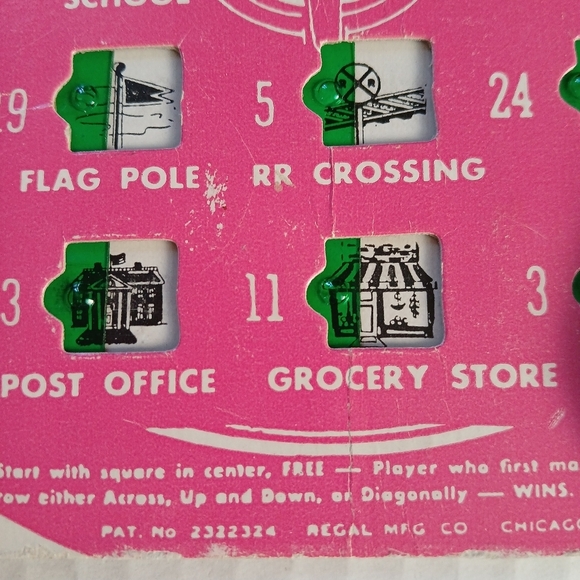 SCHOOL
19 5 24
FLAG POLE RR CROSSING
R R
3 11 3
POST OFFICE GROCERY STORE
Start with square in center, FREE — Player who first ma
row either Across, Up and Down, or Diagonally — WINS.
PAT. No 2322324 REGAL MFG CO CHICAGO